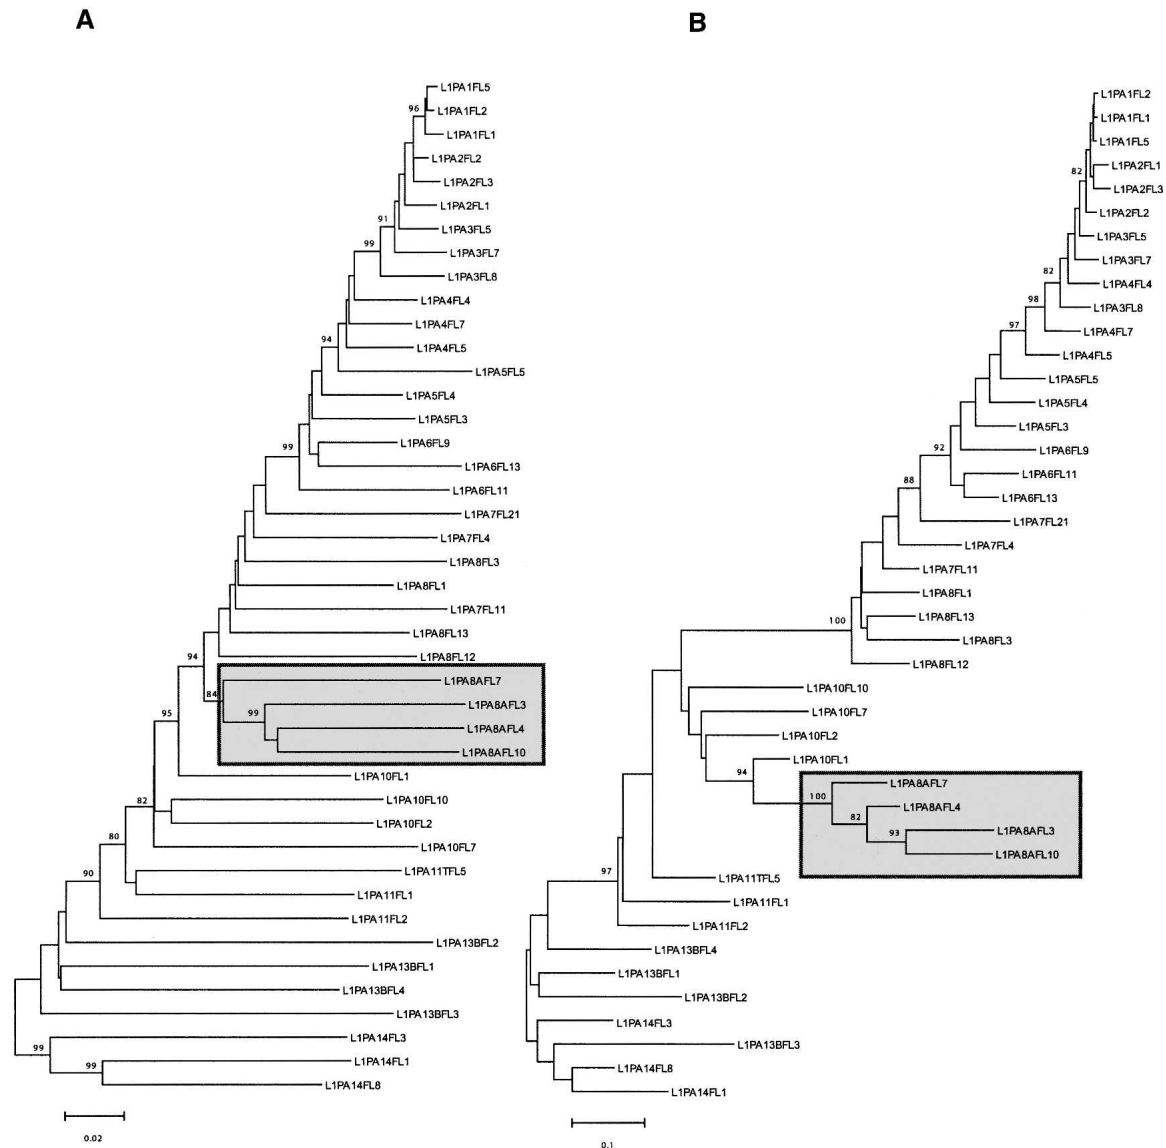 A
B
L1PA1FL5
96
L1PA1FL2
L1PA1FL1
L1PA2FL2
L1PA2FL3
L1PA2FL1
91
L1PA3FL5
99
L1PA3FL7
L1PA3FL8
L1PA4FL4
L1PA4FL7
94
L1PA4FL5
L1PA5FL5
L1PA5FL4
L1PA5FL3
99
L1PA6FL9
L1PA6FL13
L1PA6FL11
L1PA7FL21
L1PA7FL4
L1PA8FL3
L1PA8FL1
L1PA7FL11
L1PA8FL13
94
L1PA8FL12
84
L1PA8AFL7
99
L1PA8AFL3
L1PA8AFL4
95
L1PA8AFL10
L1PA10FL1
82
L1PA10FL10
L1PA10FL2
80
L1PA10FL7
90
L1PA11TFL5
L1PA11FL1
L1PA11FL2
L1PA13BFL2
L1PA13BFL1
L1PA13BFL4
L1PA13BFL3
99
L1PA14FL3
99
L1PA14FL1
L1PA14FL8
0.02
L1PA1FL2
L1PA1FL1
L1PA1FL5
82
L1PA2FL1
L1PA2FL3
L1PA2FL2
L1PA3FL5
82
L1PA3FL7
L1PA4FL4
98
L1PA3FL8
97
L1PA4FL7
L1PA4FL5
L1PA5FL5
L1PA5FL4
L1PA5FL3
92
L1PA6FL9
88
L1PA6FL11
L1PA6FL13
L1PA7FL21
L1PA7FL4
L1PA7FL11
L1PA8FL1
100
L1PA8FL13
L1PA8FL3
L1PA8FL12
L1PA10FL10
L1PA10FL7
L1PA10FL2
94
L1PA10FL1
100
L1PA8AFL7
82
L1PA8AFL4
93
L1PA8AFL3
L1PA8AFL10
97
L1PA11TFL5
L1PA11FL1
L1PA11FL2
L1PA13BFL4
L1PA13BFL1
L1PA13BFL2
L1PA14FL3
L1PA13BFL3
L1PA14FL8
L1PA14FL1
0.1